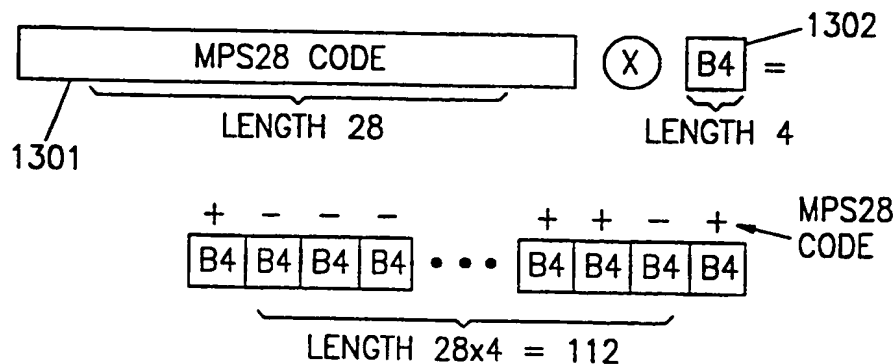 1302
MPS28 CODE X B4 =
LENGTH 28 LENGTH 4
1301
+ - - - + + - + MPS28 CODE
B4 B4 B4 B4 ••• B4 B4 B4 B4
LENGTH 28x4 = 112